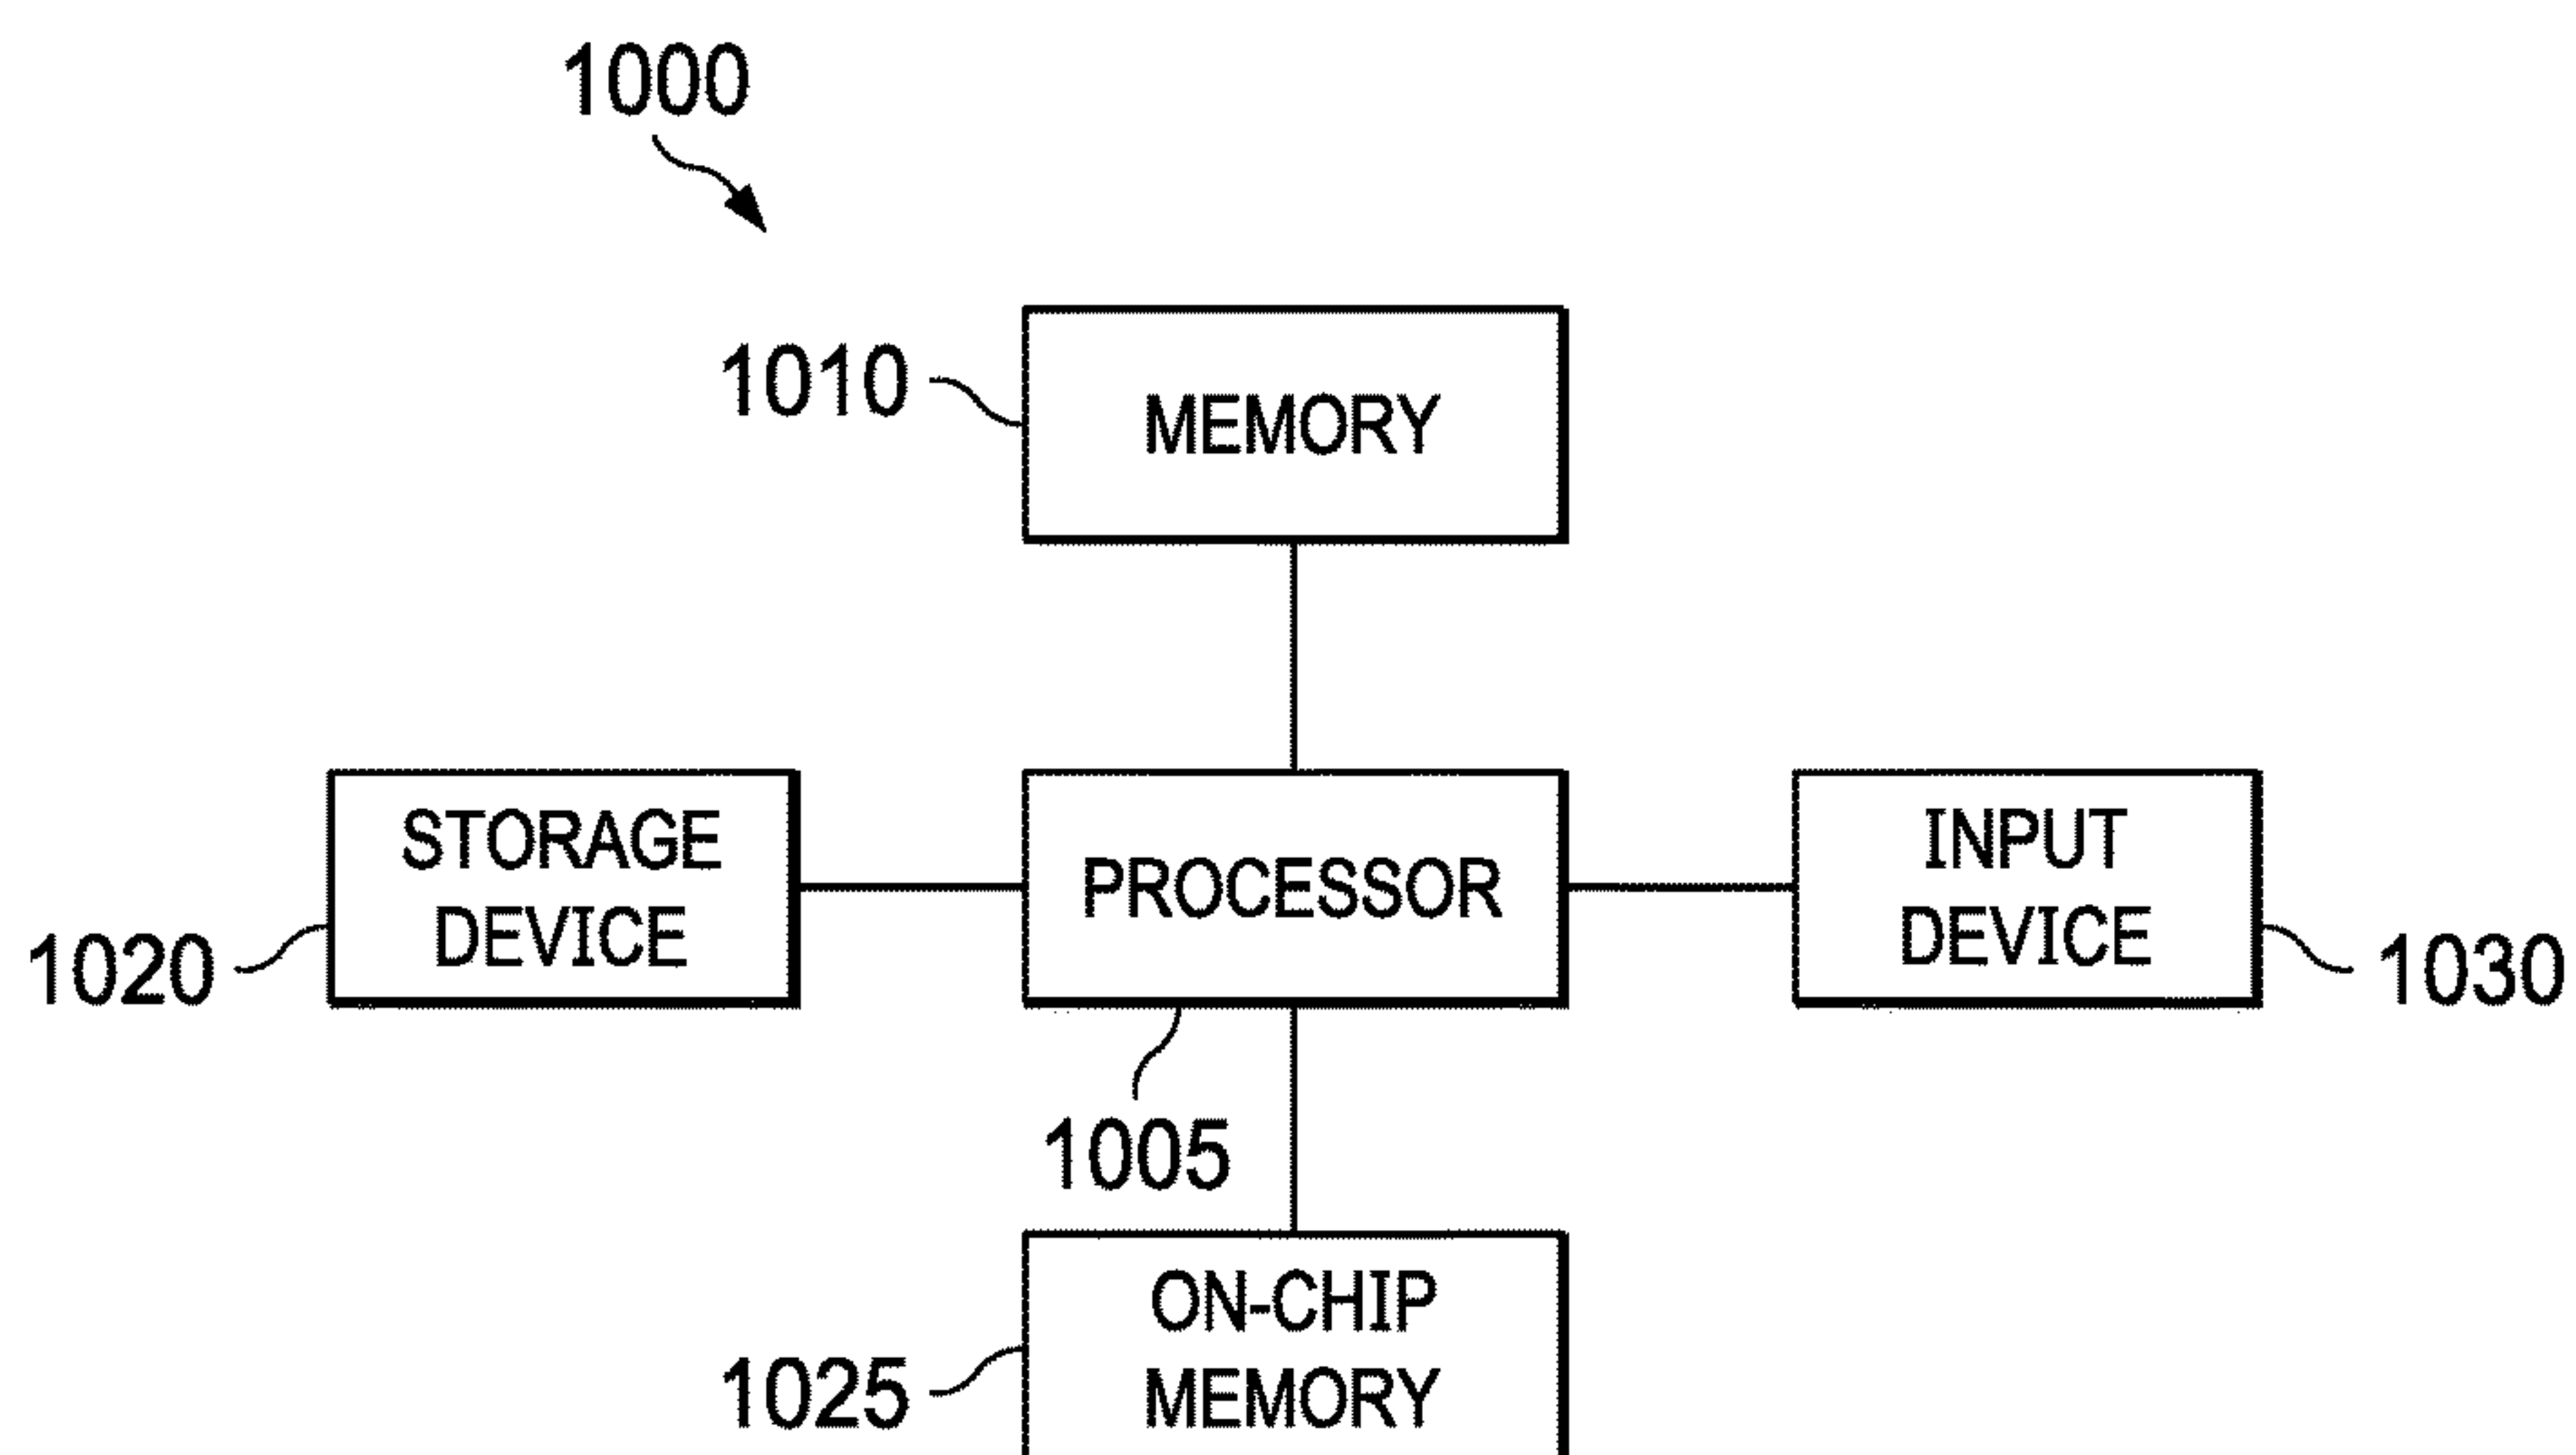 1000
1010
MEMORY
STORAGE
DEVICE
1020
PROCESSOR
1005
INPUT
DEVICE
1030
ON-CHIP
MEMORY
1025